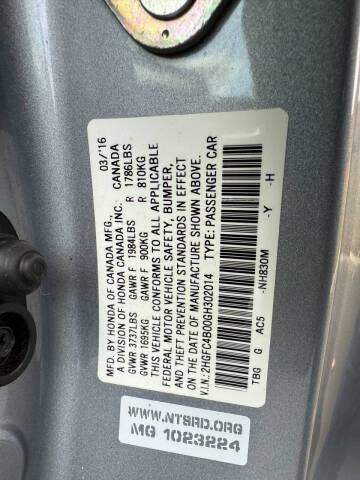 MFD. BY HONDA OF CANADA MFG., 03/'16
A DIVISION OF HONDA CANADA INC. CANADA
GVWR 3737LBS GAWR F 1984LBS R 1786LBS
GVWR 1695KG GAWR F 900KG R 810KG
THIS VEHICLE CONFORMS TO ALL APPLICABLE
FEDERAL MOTOR VEHICLE SAFETY, BUMPER,
AND THEFT PREVENTION STANDARDS IN EFFECT
ON THE DATE OF MANUFACTURE SHOWN ABOVE.
V.I.N.: 2HGFC4B00GH302014 TYPE: PASSENGER CAR
-NH830M -Y -H
TBG G AC5
WWW.NTSRD.ORG
MG 1023224